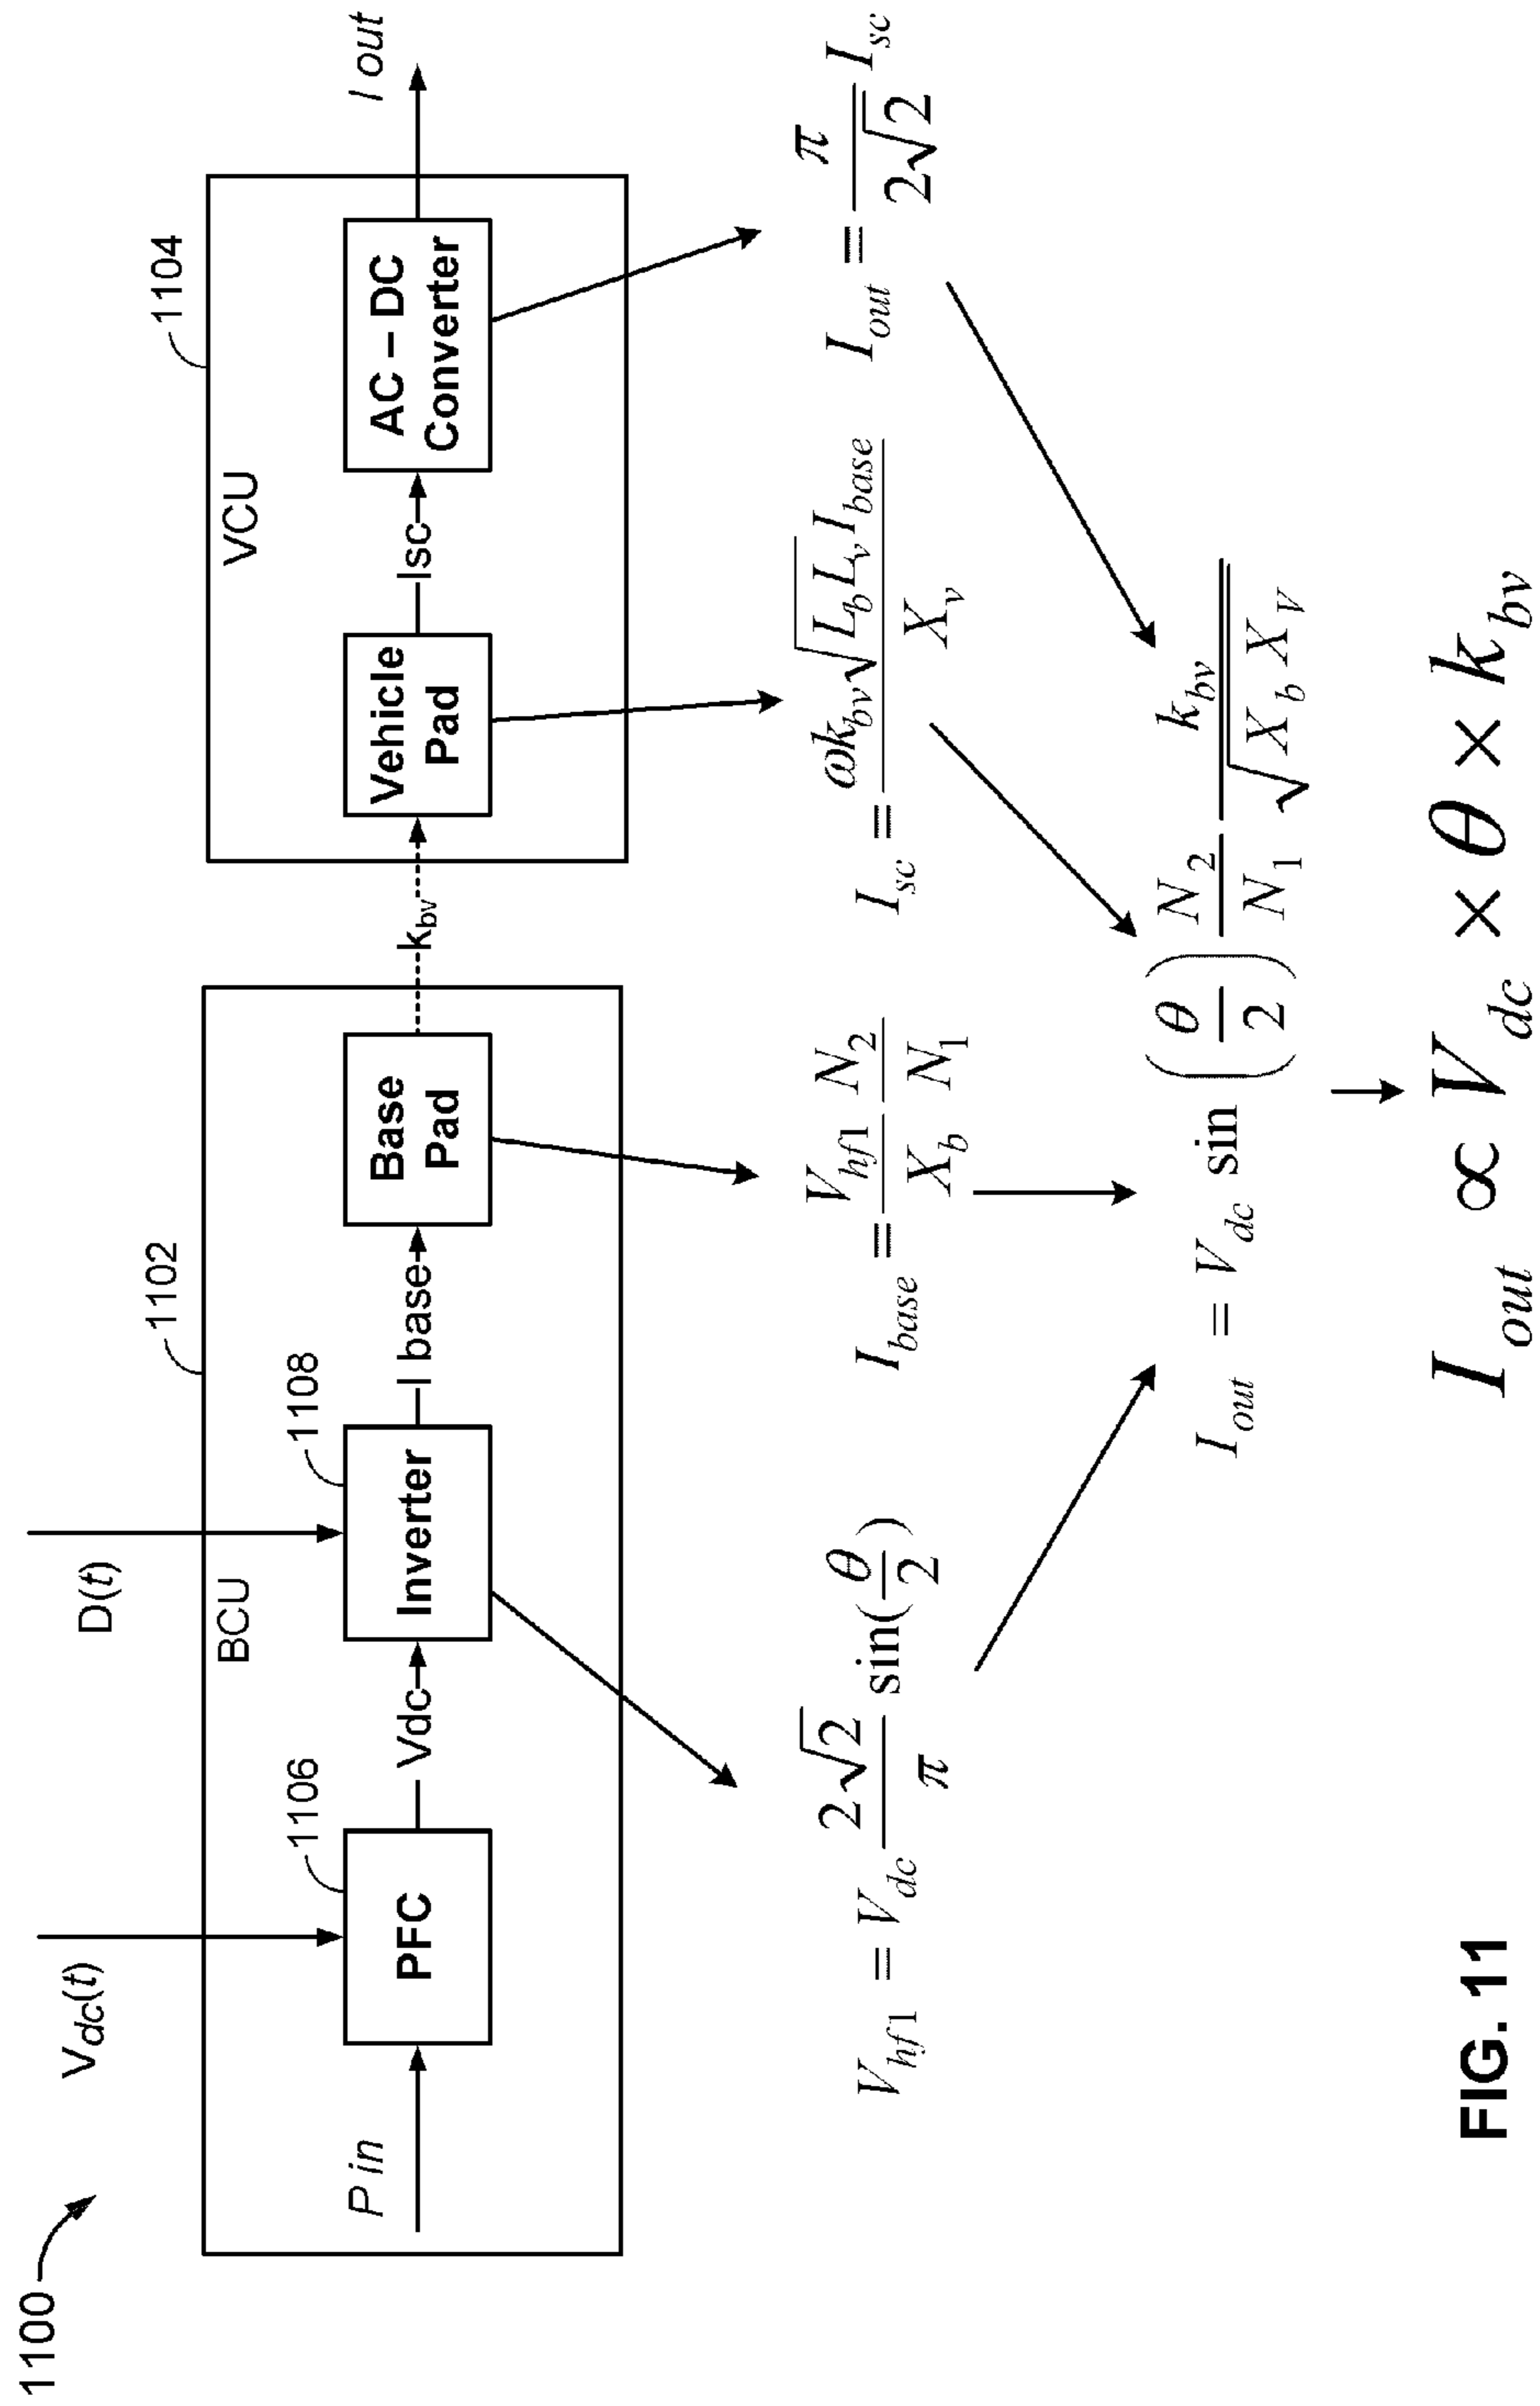 1100
V_dc(t)
D(t)
1102
1104
BCU
VCU
1106
1108
P in
PFC
Vdc
Inverter
I base
Base
Pad
k_bv
Vehicle
Pad
Isc
AC – DC
Converter
I out
V_hf1 = V_dc 2√2/π sin(θ/2)
I_base = V_hf1/X_b N_2/N_1
I_sc = ωk_bv√(L_b L_v) I_base/X_v
I_out = π/(2√2) I_sc
I_out = V_dc sin (θ/2) N_2/N_1 k_bv/√(X_b X_V)
I_out ∝ V_dc × θ × k_bv
FIG. 11